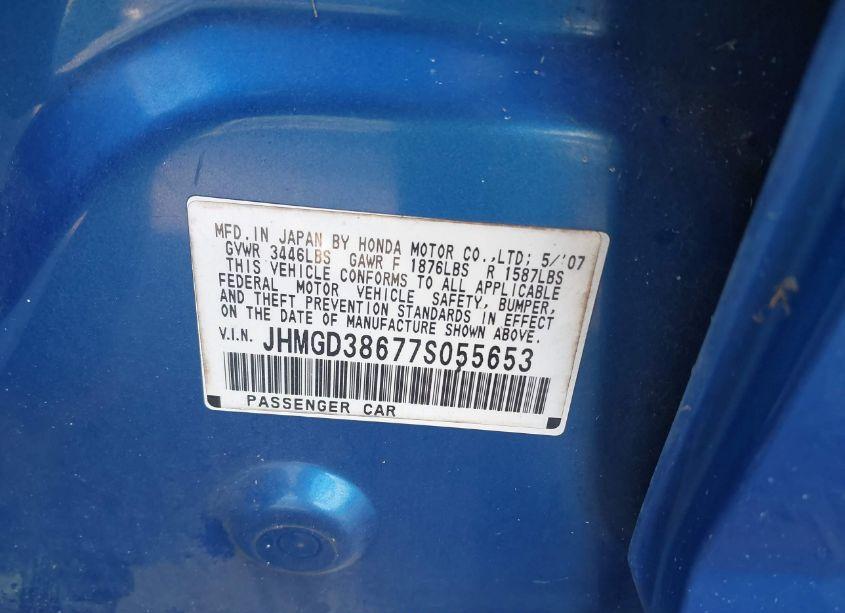 MFD. IN JAPAN BY HONDA MOTOR CO.,LTD; 5/'07
GVWR 3446LBS GAWR F 1876LBS R 1587LBS
THIS VEHICLE CONFORMS TO ALL APPLICABLE
FEDERAL MOTOR VEHICLE SAFETY, BUMPER,
AND THEFT PREVENTION STANDARDS IN EFFECT
ON THE DATE OF MANUFACTURE SHOWN ABOVE.
V.I.N. JHMGD38677S055653
PASSENGER CAR